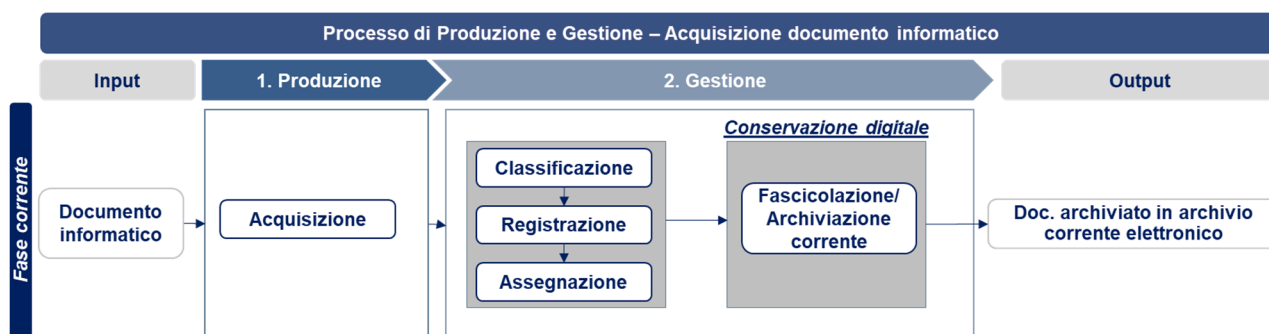 Processo di Produzione e Gestione – Acquisizione documento informatico
Input
1. Produzione
2. Gestione
Output
Fase corrente
Documento
informatico
Acquisizione
Classificazione
Registrazione
Assegnazione
Conservazione digitale
Fascicolazione/
Archiviazione
corrente
Doc. archiviato in archivio
corrente elettronico